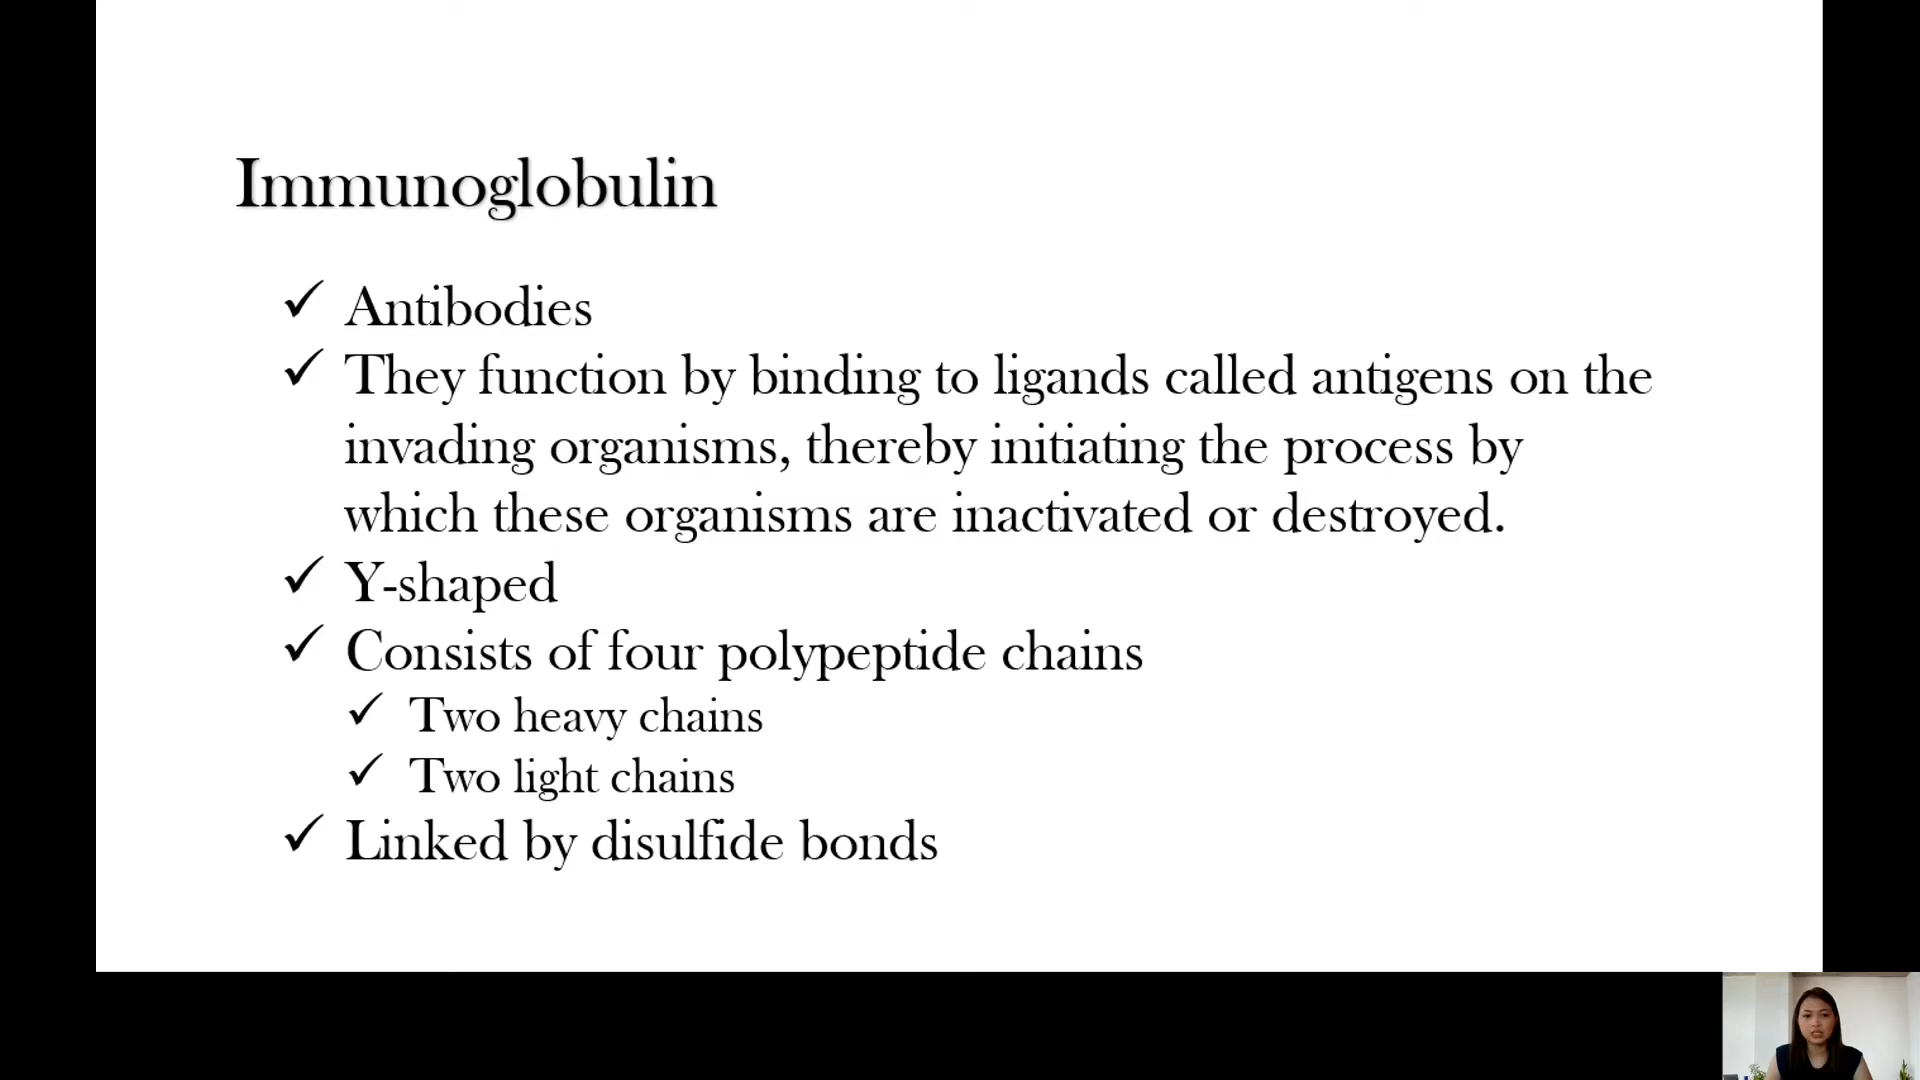 Immunoglobulin
✓ Antibodies
✓ They function by binding to ligands called antigens on the
invading organisms, thereby initiating the process by
which these organisms are inactivated or destroyed.
✓ Y-shaped
✓ Consists of four polypeptide chains
✓ Two heavy chains
✓ Two light chains
✓ Linked by disulfide bonds